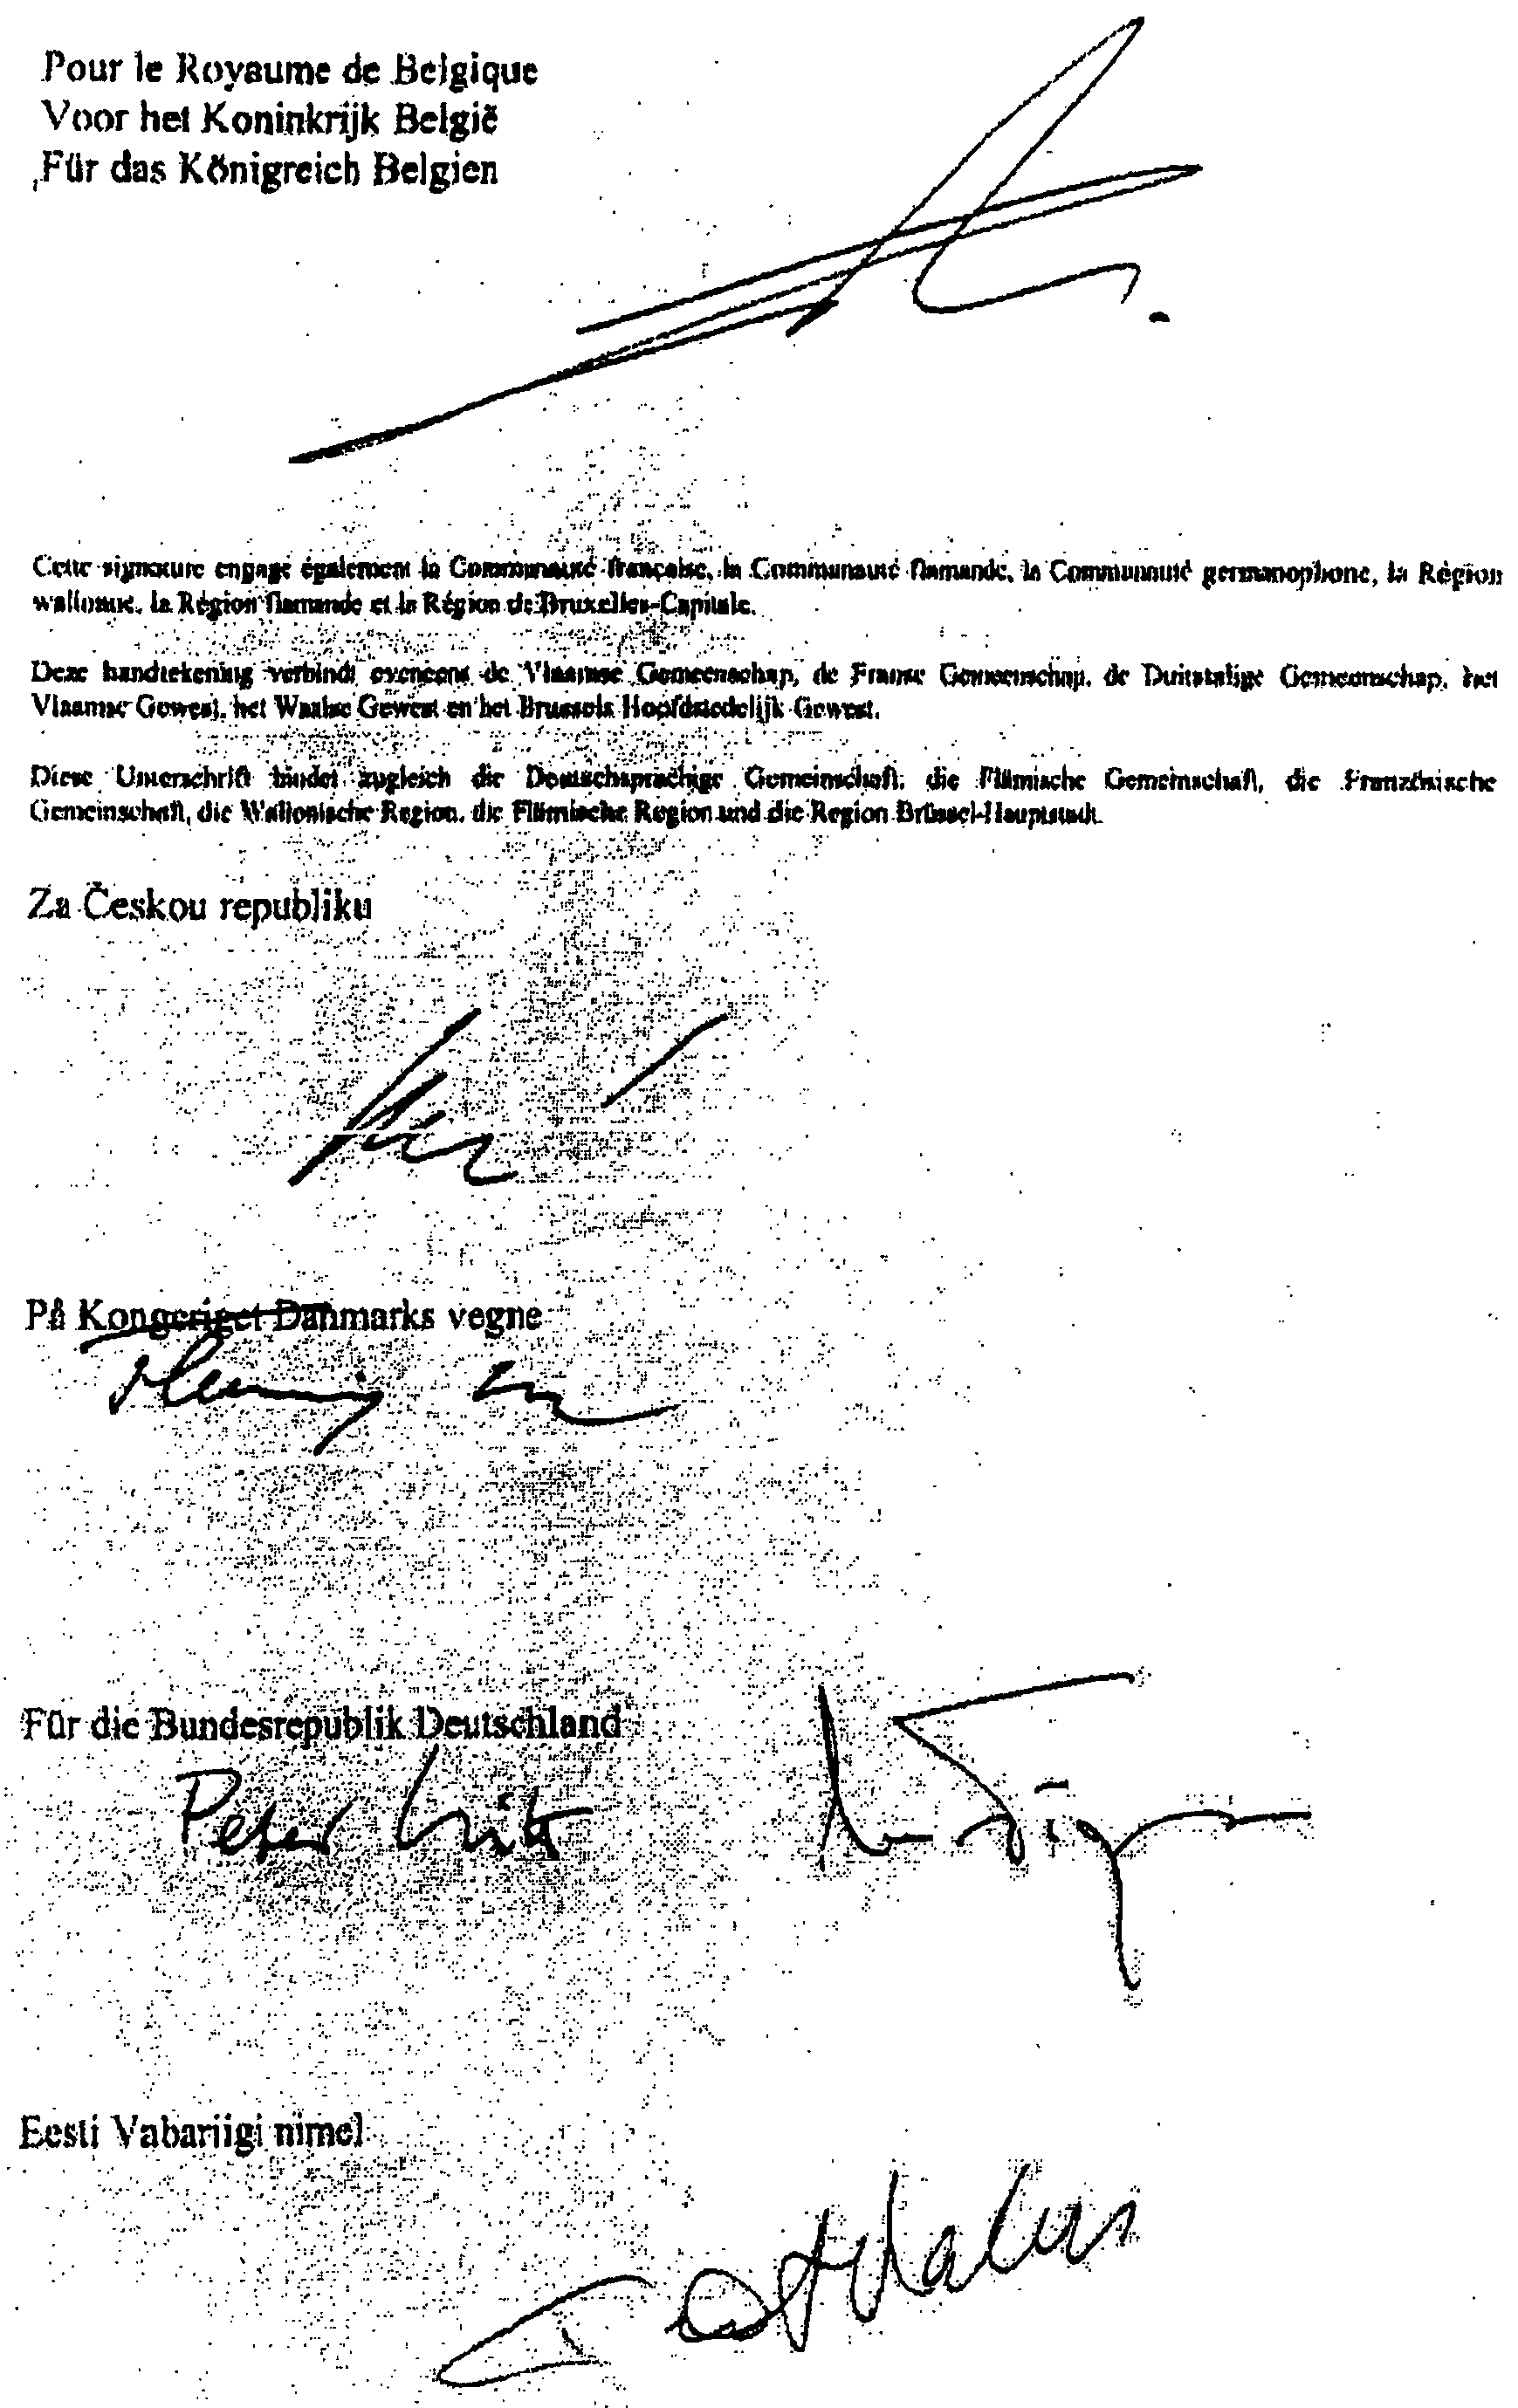 Pour le Royaume de Belgique
Voor het Koninkrijk België
Für das Königreich Belgien
Cette signature engage également la Communauté française, la Communauté flamande, la Communauté germanophone, la Région
wallonne, la Région flamande et la Région de Bruxelles-Capitale.
Deze handtekening verbindt eveneens de Vlaamse Gemeenschap, de Franse Gemeenschap, de Duitstalige Gemeenschap, het
Vlaamse Gewest, het Waalse Gewest en het Brussels Hoofdstedelijk Gewest.
Diese Unterschrift bindet zugleich die Deutschsprachige Gemeinschaft, die Flämische Gemeinschaft, die Französische
Gemeinschaft, die Wallonische Region, die Flämische Region und die Region Brüssel-Hauptstadt.
Za Českou republiku
På Kongeriget Danmarks vegne
Für die Bundesrepublik Deutschland
Peter
Eesti Vabariigi nimel